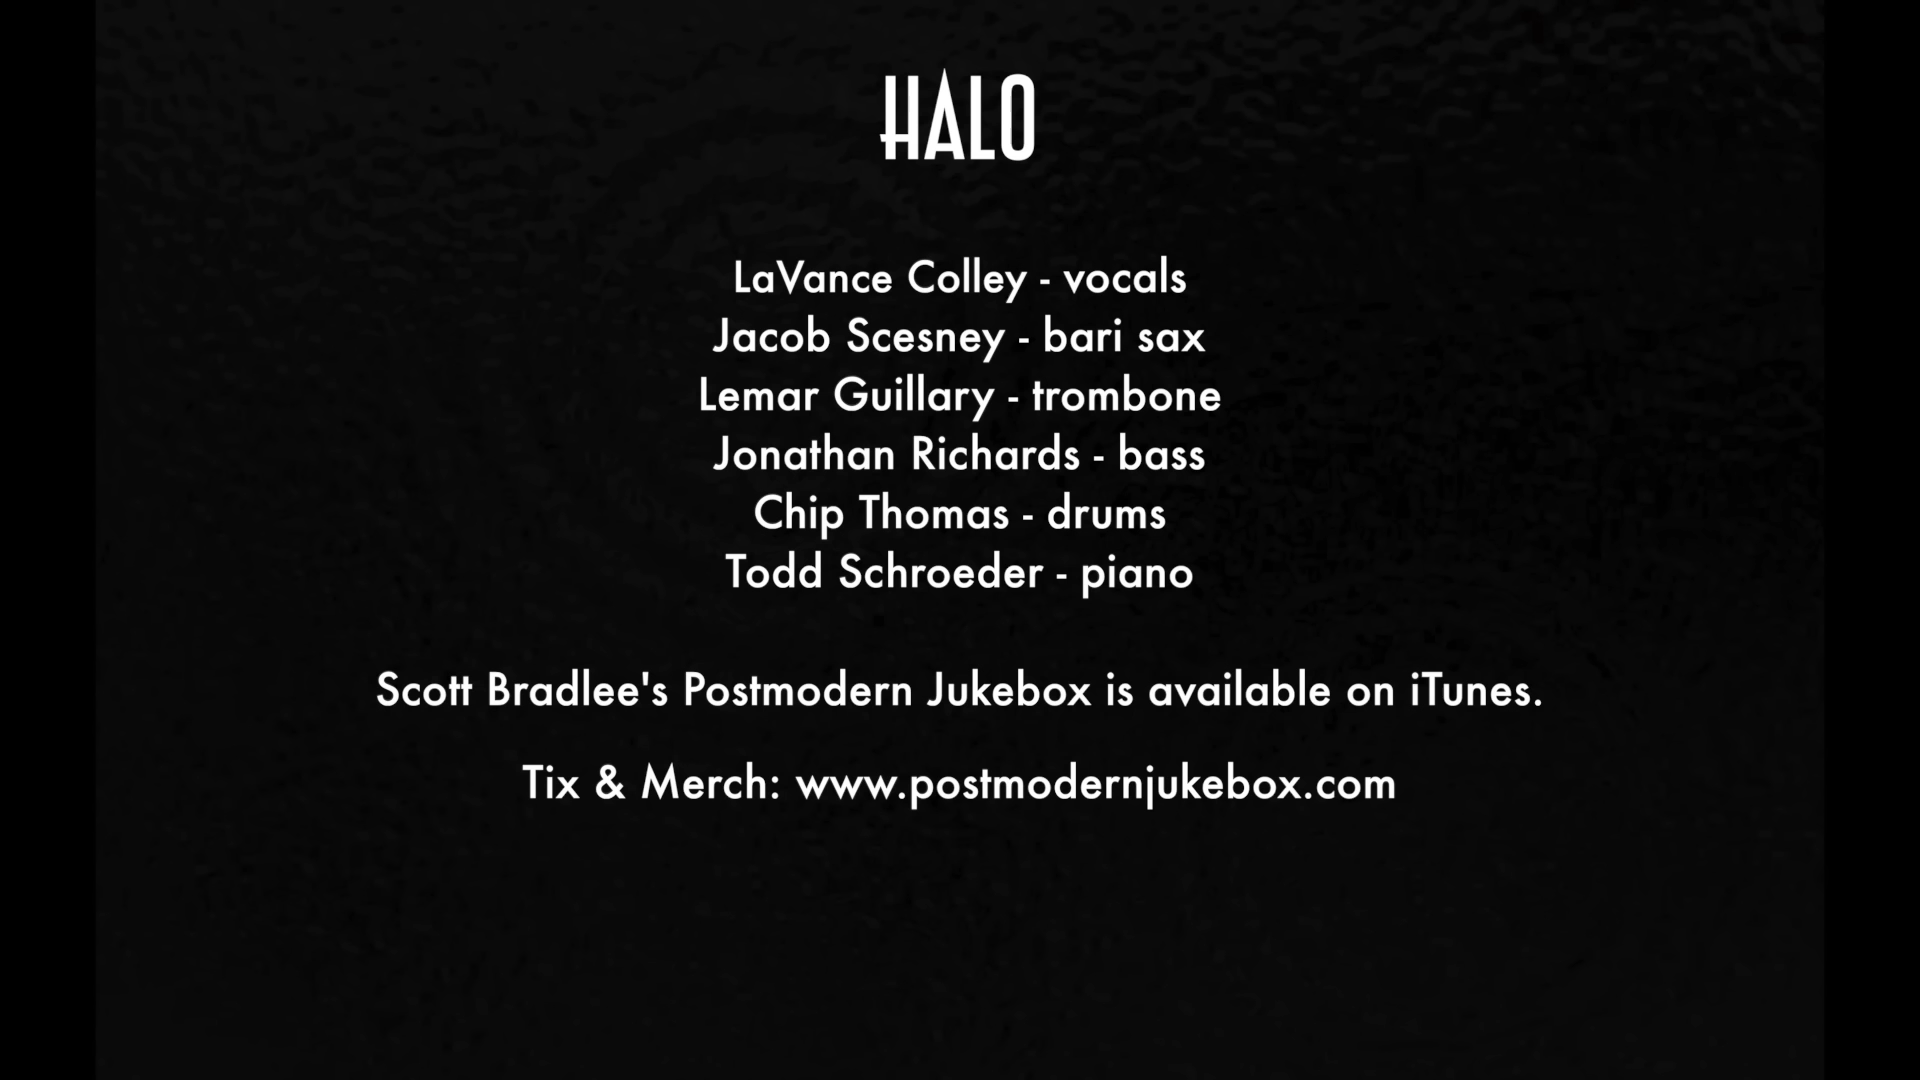 HALO
LaVance Colley - vocals
Jacob Scesney - bari sax
Lemar Guillary - trombone
Jonathan Richards - bass
Chip Thomas - drums
Todd Schroeder - piano
Scott Bradlee's Postmodern Jukebox is available on iTunes.
Tix & Merch: www.postmodernjukebox.com